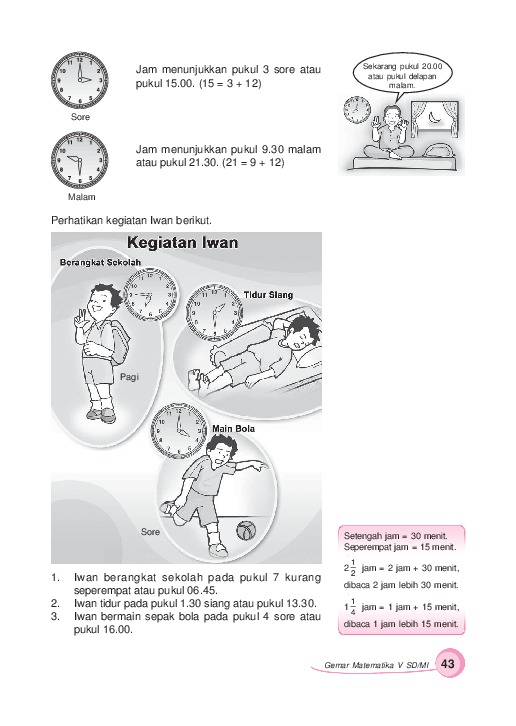 Jam menunjukkan pukul 3 sore atau
pukul 15.00. (15 = 3 + 12)
Sore
Sekarang pukul 20.00
atau pukul delapan
malam.
Jam menunjukkan pukul 9.30 malam
atau pukul 21.30. (21 = 9 + 12)
Malam
Perhatikan kegiatan Iwan berikut.
Kegiatan Iwan
Berangkat Sekolah
Tidur Siang
Pagi
Main Bola
Sore
1. Iwan berangkat sekolah pada pukul 7 kurang
seperempat atau pukul 06.45.
2. Iwan tidur pada pukul 1.30 siang atau pukul 13.30.
3. Iwan bermain sepak bola pada pukul 4 sore atau
pukul 16.00.
Setengah jam = 30 menit.
Seperempat jam = 15 menit.
2 1/2 jam = 2 jam + 30 menit,
dibaca 2 jam lebih 30 menit.
1 1/4 jam = 1 jam + 15 menit,
dibaca 1 jam lebih 15 menit.
Gemar Matematika V SD/MI 43